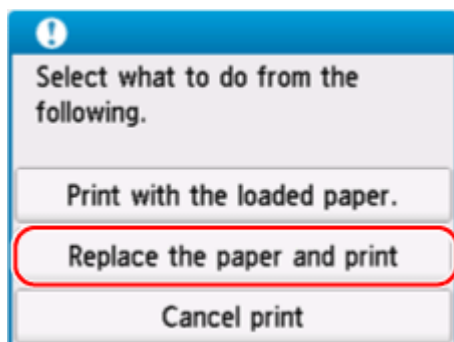 Select what to do from the
following.
Print with the loaded paper.
Replace the paper and print
Cancel print